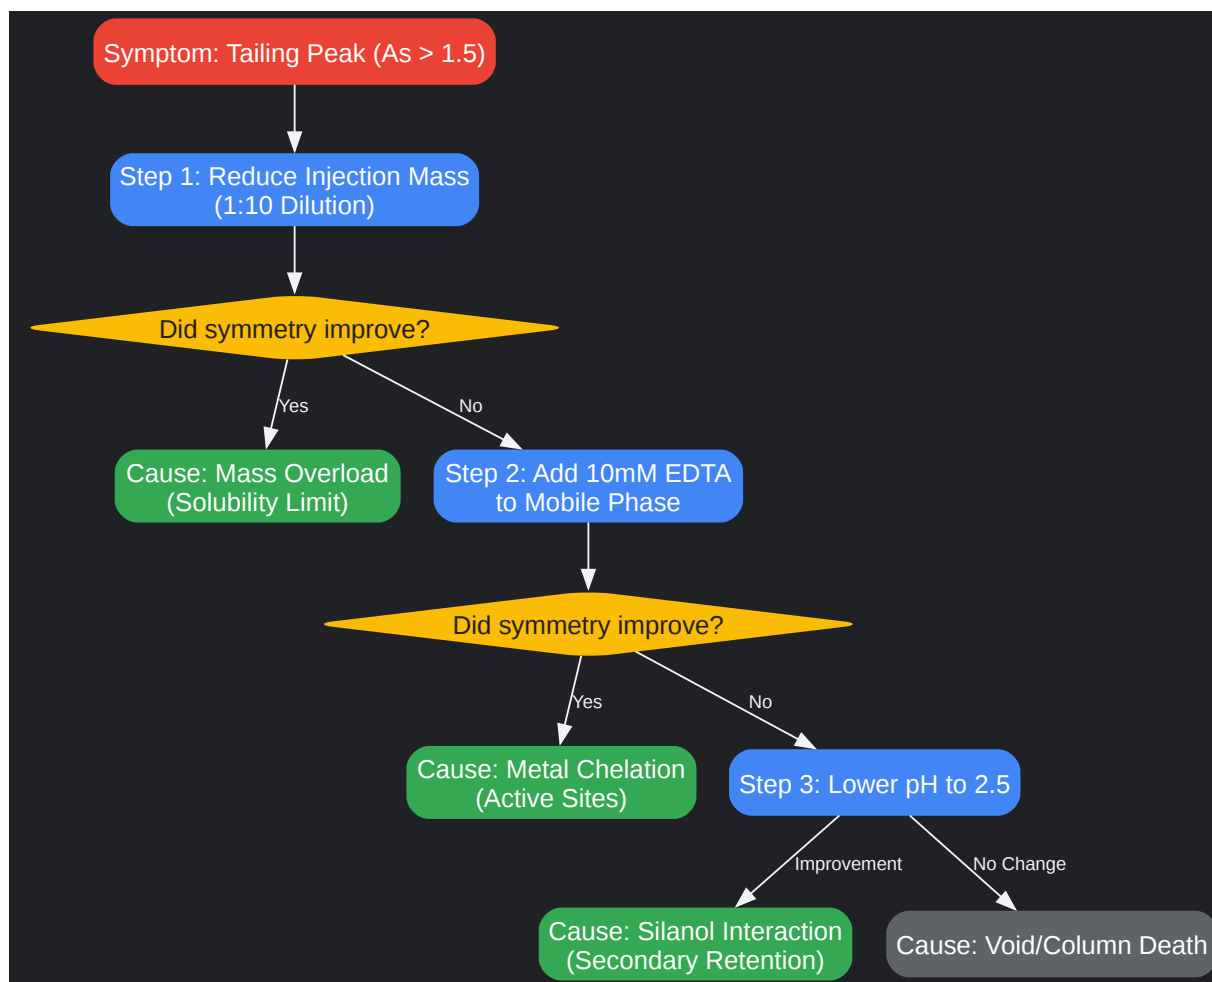 Symptom: Tailing Peak (As > 1.5)
Step 1: Reduce Injection Mass
(1:10 Dilution)
Did symmetry improve?
Yes
No
Cause: Mass Overload
(Solubility Limit)
Step 2: Add 10mM EDTA
to Mobile Phase
Did symmetry improve?
Yes
No
Cause: Metal Chelation
(Active Sites)
Step 3: Lower pH to 2.5
Improvement
No Change
Cause: Silanol Interaction
(Secondary Retention)
Cause: Void/Column Death